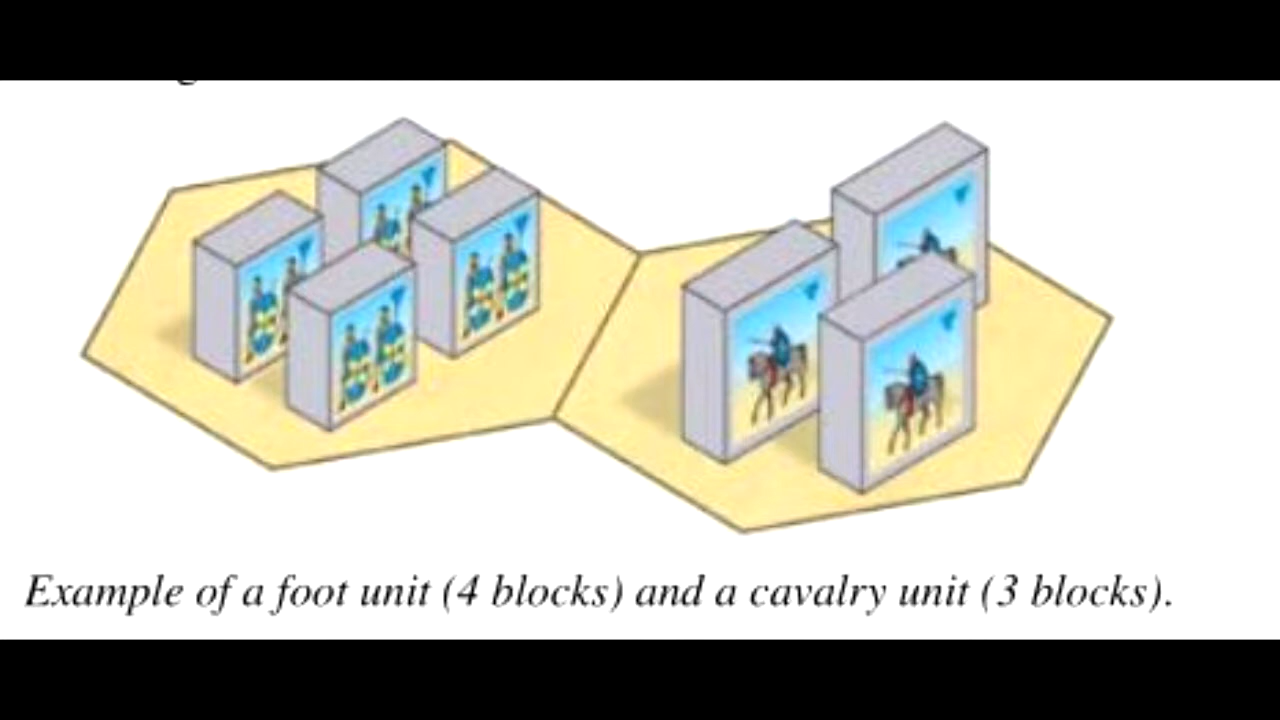 Example of a foot unit (4 blocks) and a cavalry unit (3 blocks).